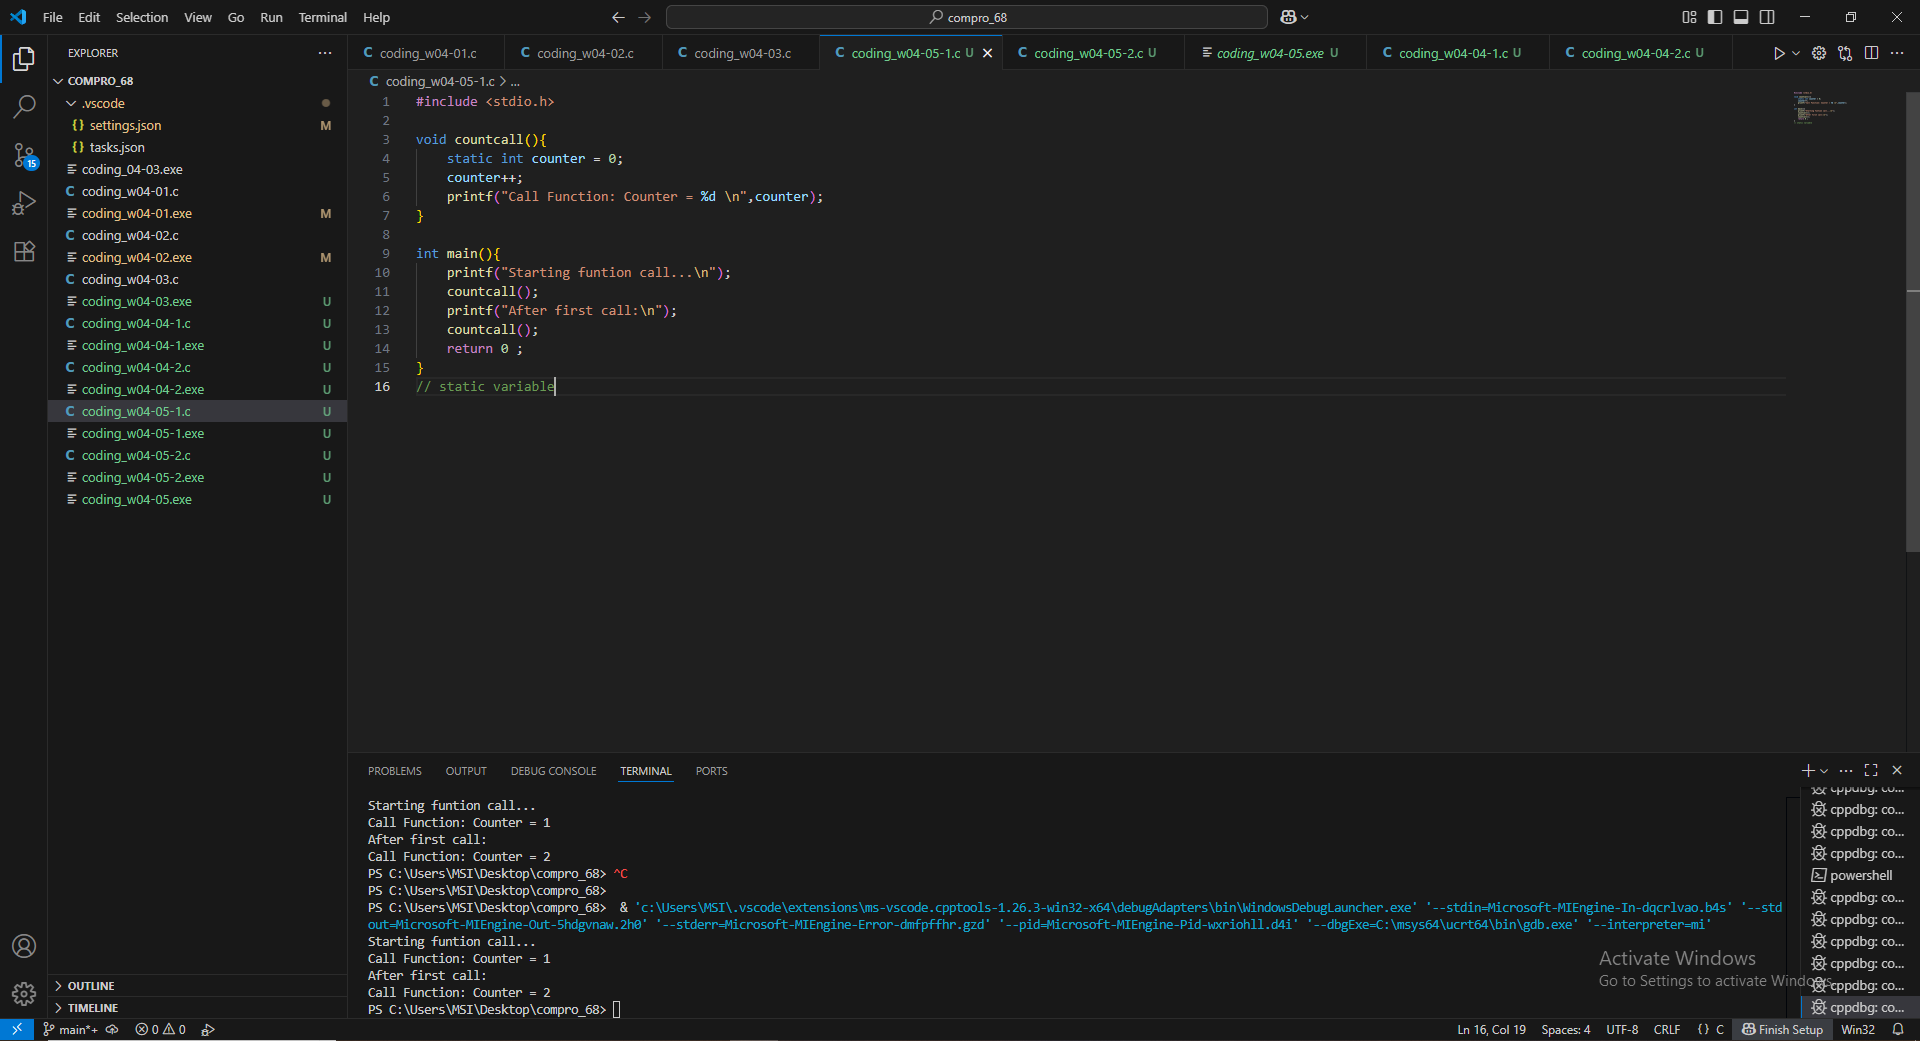 File Edit Selection View Go Run Terminal Help
compro_68
EXPLORER
COMPRO_68
.vscode
settings.json M
tasks.json
coding_04-03.exe
coding_w04-01.c
coding_w04-01.exe M
coding_w04-02.c
coding_w04-02.exe M
coding_w04-03.c
coding_w04-03.exe U
coding_w04-04-1.c U
coding_w04-04-1.exe U
coding_w04-04-2.c U
coding_w04-04-2.exe U
coding_w04-05-1.c U
coding_w04-05-1.exe U
coding_w04-05-2.c U
coding_w04-05-2.exe U
coding_w04-05.exe U
OUTLINE
TIMELINE
15
coding_w04-01.c coding_w04-02.c coding_w04-03.c coding_w04-05-1.c U coding_w04-05-2.c U coding_w04-05.exe U coding_w04-04-1.c U coding_w04-04-2.c U
coding_w04-05-1.c > ...
1 #include <stdio.h>
2
3 void countcall(){
4 static int counter = 0;
5 counter++;
6 printf("Call Function: Counter = %d \n",counter);
7 }
8
9 int main(){
10 printf("Starting funtion call...\n");
11 countcall();
12 printf("After first call:\n");
13 countcall();
14 return 0 ;
15 }
16 // static variable
PROBLEMS OUTPUT DEBUG CONSOLE TERMINAL PORTS
Starting funtion call...
Call Function: Counter = 1
After first call:
Call Function: Counter = 2
PS C:\Users\MSI\Desktop\compro_68> ^C
PS C:\Users\MSI\Desktop\compro_68>
PS C:\Users\MSI\Desktop\compro_68> & 'c:\Users\MSI\.vscode\extensions\ms-vscode.cpptools-1.26.3-win32-x64\debugAdapters\bin\WindowsDebugLauncher.exe' '--stdin=Microsoft-MIEngine-In-dqcrlvao.b4s' '--std
out=Microsoft-MIEngine-Out-5hdgvnaw.2h0' '--stderr=Microsoft-MIEngine-Error-dmfpffhr.gzd' '--pid=Microsoft-MIEngine-Pid-wxriohll.d4i' '--dbgExe=C:\msys64\ucrt64\bin\gdb.exe' '--interpreter=mi'
Starting funtion call...
Call Function: Counter = 1
After first call:
Call Function: Counter = 2
PS C:\Users\MSI\Desktop\compro_68>
cppdbg: co...
cppdbg: co...
cppdbg: co...
cppdbg: co...
powershell
cppdbg: co...
cppdbg: co...
cppdbg: co...
cppdbg: co...
cppdbg: co...
cppdbg: co...
Activate Windows
Go to Settings to activate Windows.
main*+ 0 0 Ln 16, Col 19 Spaces: 4 UTF-8 CRLF {} C Finish Setup Win32